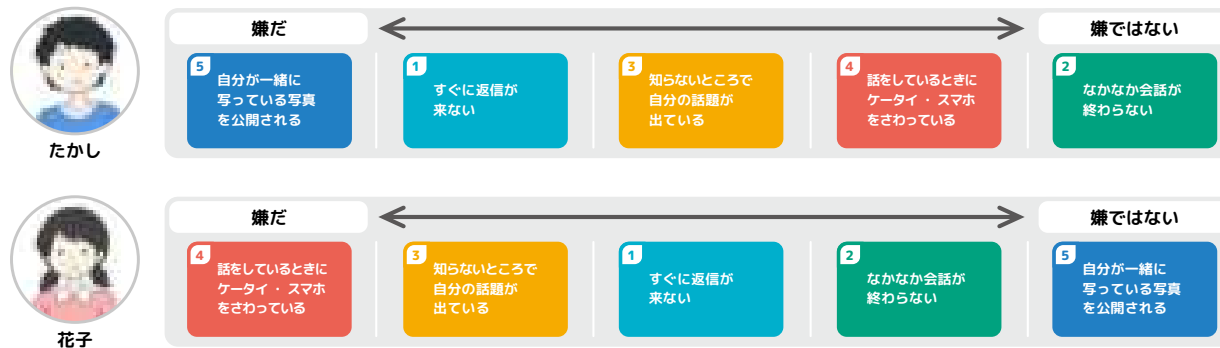 嫌だ
嫌ではない
5
自分が一緒に
写っている写真
を公開される
1
すぐに返信が
来ない
3
知らないところで
自分の話題が
出ている
4
話をしているときに
ケータイ・スマホ
をさわっている
2
なかなか会話が
終わらない
たかし
嫌だ
嫌ではない
4
話をしているときに
ケータイ・スマホ
をさわっている
3
知らないところで
自分の話題が
出ている
1
すぐに返信が
来ない
2
なかなか会話が
終わらない
5
自分が一緒に
写っている写真
を公開される
花子